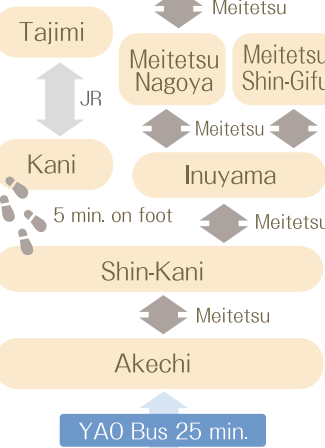 Meitetsu
Tajimi
Meitetsu
Nagoya
Meitetsu
Shin-Gifu
JR
Meitetsu
Kani
Inuyama
5 min. on foot
Meitetsu
Shin-Kani
Meitetsu
Akechi
YAO Bus 25 min.